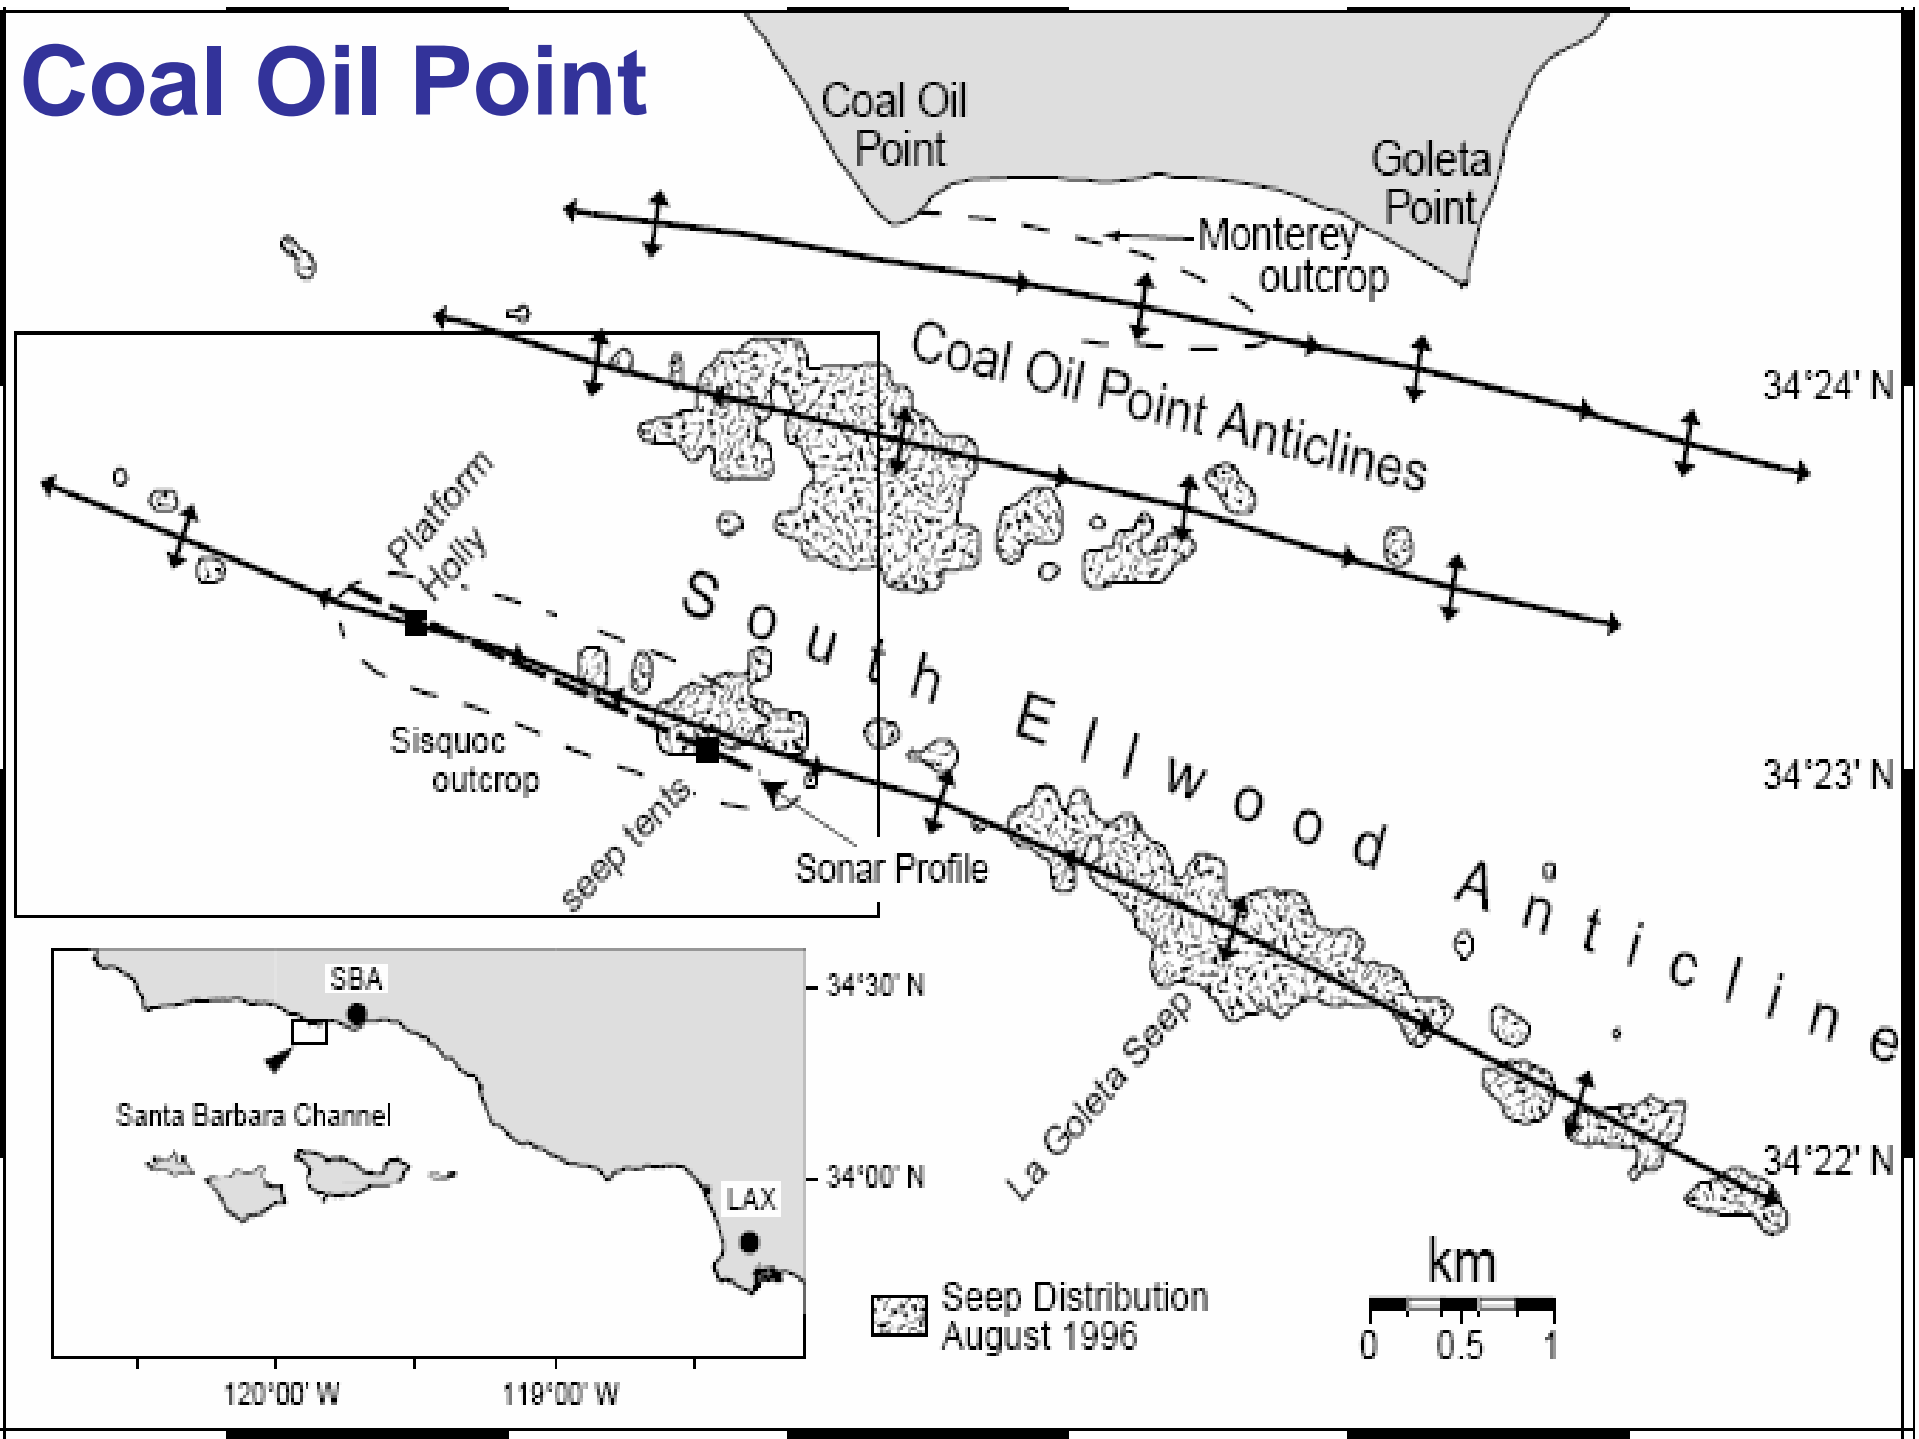 Coal Oil Point
Coal Oil
Point
Goleta
Point
Monterey
outcrop
Coal Oil Point Anticlines
34°24' N
Platform
Holly
South Ellwood Anticline
Sisquoc
outcrop
34°23' N
seep tents
Sonar Profile
La Goleta Seep
34°22' N
SBA
34°30' N
Santa Barbara Channel
34°00' N
LAX
120°00' W
119°00' W
Seep Distribution
August 1996
km
0 0.5 1